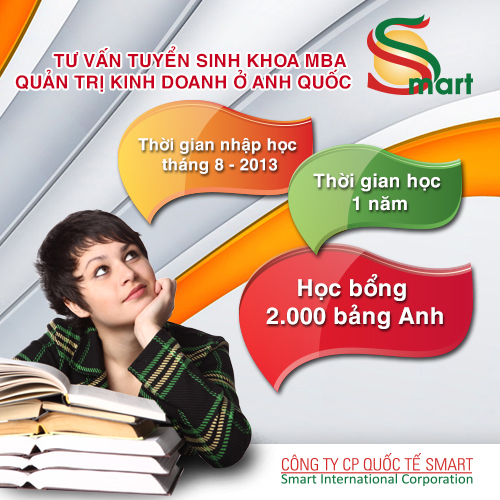 TƯ VẤN TUYỂN SINH KHOA MBA
QUẢN TRỊ KINH DOANH Ở ANH QUỐC
Smart
Thời gian nhập học
tháng 8 - 2013
Thời gian học
1 năm
Học bổng
2.000 bảng Anh
CÔNG TY CP QUỐC TẾ SMART
Smart International Corporation